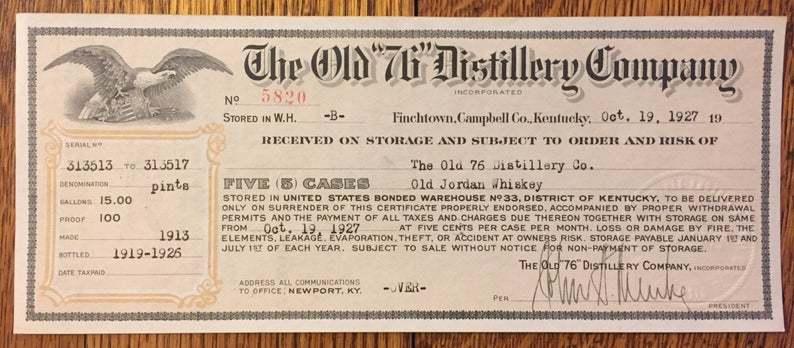 The Old "76" Distillery Company
INCORPORATED
No 5820
STORED IN W.H. -B- Finchtown, Campbell Co., Kentucky, Oct. 19, 1927 19
RECEIVED ON STORAGE AND SUBJECT TO ORDER AND RISK OF
SERIAL Nos
313513 TO 313517
DENOMINATION pints
GALLONS 15.00
PROOF 100
MADE 1913
BOTTLED 1919-1926
DATE TAXPAID
The Old 76 Distillery Co.
FIVE (5) CASES Old Jordan Whiskey
STORED IN UNITED STATES BONDED WAREHOUSE No 33, DISTRICT OF KENTUCKY, TO BE DELIVERED
ONLY ON SURRENDER OF THIS CERTIFICATE PROPERLY ENDORSED, ACCOMPANIED BY PROPER WITHDRAWAL
PERMITS AND THE PAYMENT OF ALL TAXES AND CHARGES DUE THEREON TOGETHER WITH STORAGE ON SAME
FROM Oct. 19, 1927 AT FIVE CENTS PER CASE PER MONTH. LOSS OR DAMAGE BY FIRE, THE
ELEMENTS, LEAKAGE, EVAPORATION, THEFT, OR ACCIDENT AT OWNERS RISK. STORAGE PAYABLE JANUARY 1ST AND
JULY 1ST OF EACH YEAR. SUBJECT TO SALE WITHOUT NOTICE FOR NON-PAYMENT OF STORAGE.
THE OLD "76" DISTILLERY COMPANY, INCORPORATED
ADDRESS ALL COMMUNICATIONS
TO OFFICE; NEWPORT, KY. -OVER-
PER
PRESIDENT